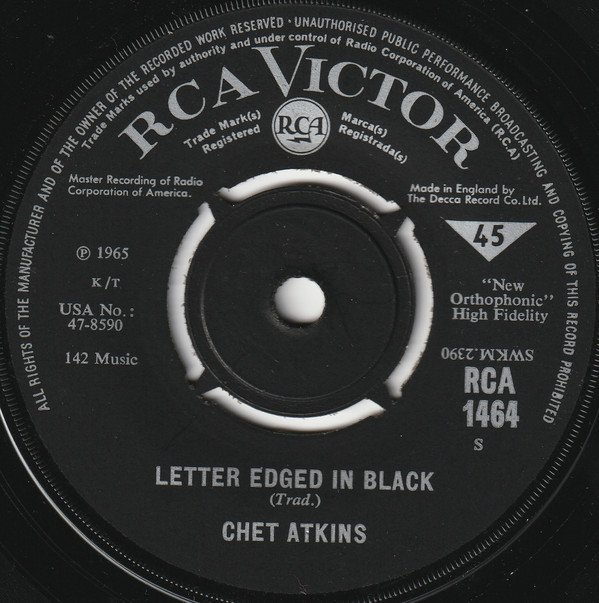 ALL RIGHTS OF THE MANUFACTURER AND OF THE OWNER OF THE RECORDED WORK RESERVED · UNAUTHORISED PUBLIC PERFORMANCE BROADCASTING AND COPYING OF THIS RECORD PROHIBITED
Trade Marks used by authority and under control of Radio Corporation of America (R.C.A.)
RCA VICTOR
Trade Mark(s)
Registered
RCA
Marca(s)
Registrada(s)
Master Recording of Radio
Corporation of America.
Made in England by
The Decca Record Co. Ltd.
45
℗ 1965
K/T
USA No.:
47-8590
142 Music
"New
Orthophonic"
High Fidelity
SWKM.2390
RCA
1464
S
LETTER EDGED IN BLACK
(Trad.)
CHET ATKINS